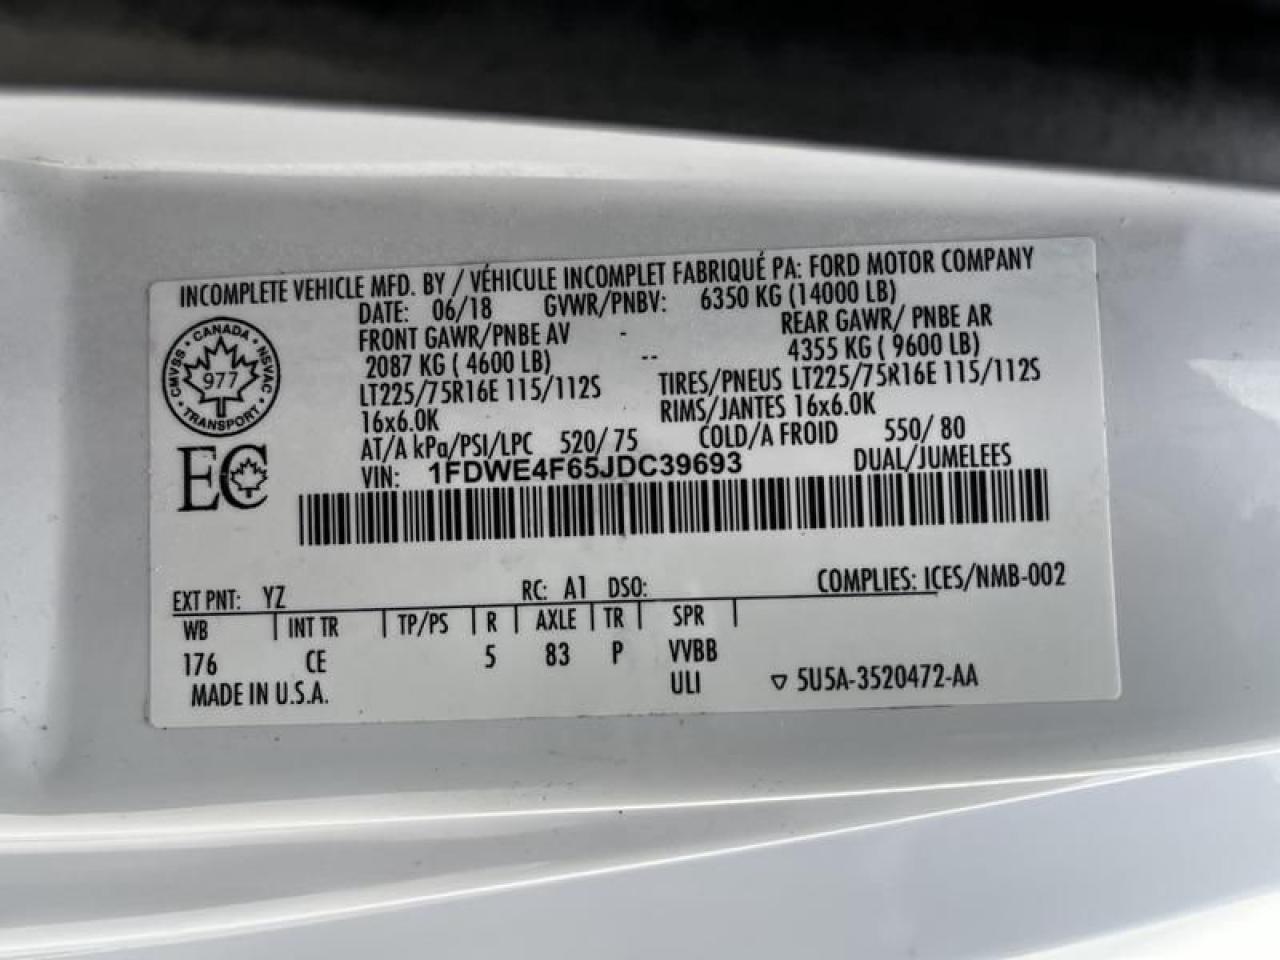 INCOMPLETE VEHICLE MFD. BY / VÉHICULE INCOMPLET FABRIQUÉ PA: FORD MOTOR COMPANY
DATE: 06/18 GVWR/PNBV: 6350 KG (14000 LB)
FRONT GAWR/PNBE AV - REAR GAWR/ PNBE AR
2087 KG ( 4600 LB) -- 4355 KG ( 9600 LB)
LT225/75R16E 115/112S TIRES/PNEUS LT225/75R16E 115/112S
16x6.0K RIMS/JANTES 16x6.0K
AT/A kPa/PSI/LPC 520/ 75 COLD/A FROID 550/ 80
VIN: 1FDWE4F65JDC39693 DUAL/JUMELEES
CANADA
CMVSS 977 NSVAC
TRANSPORT
EC
EXT PNT: YZ RC: A1 DSO: COMPLIES: ICES/NMB-002
WB INT TR TP/PS R AXLE TR SPR
176 CE 5 83 P VVBB
MADE IN U.S.A. ULI ▽ 5U5A-3520472-AA